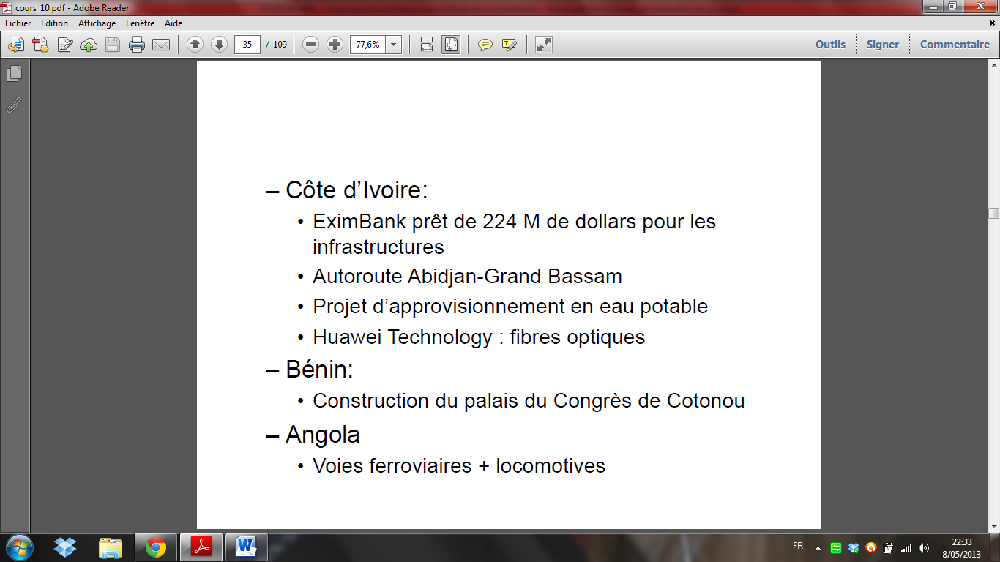 cours_10.pdf - Adobe Reader
Fichier Edition Affichage Fenêtre Aide
35 / 109 77,6% Outils Signer Commentaire
– Côte d’Ivoire:
• EximBank prêt de 224 M de dollars pour les
infrastructures
• Autoroute Abidjan-Grand Bassam
• Projet d’approvisionnement en eau potable
• Huawei Technology : fibres optiques
– Bénin:
• Construction du palais du Congrès de Cotonou
– Angola
• Voies ferroviaires + locomotives
FR
22:33
8/05/2013